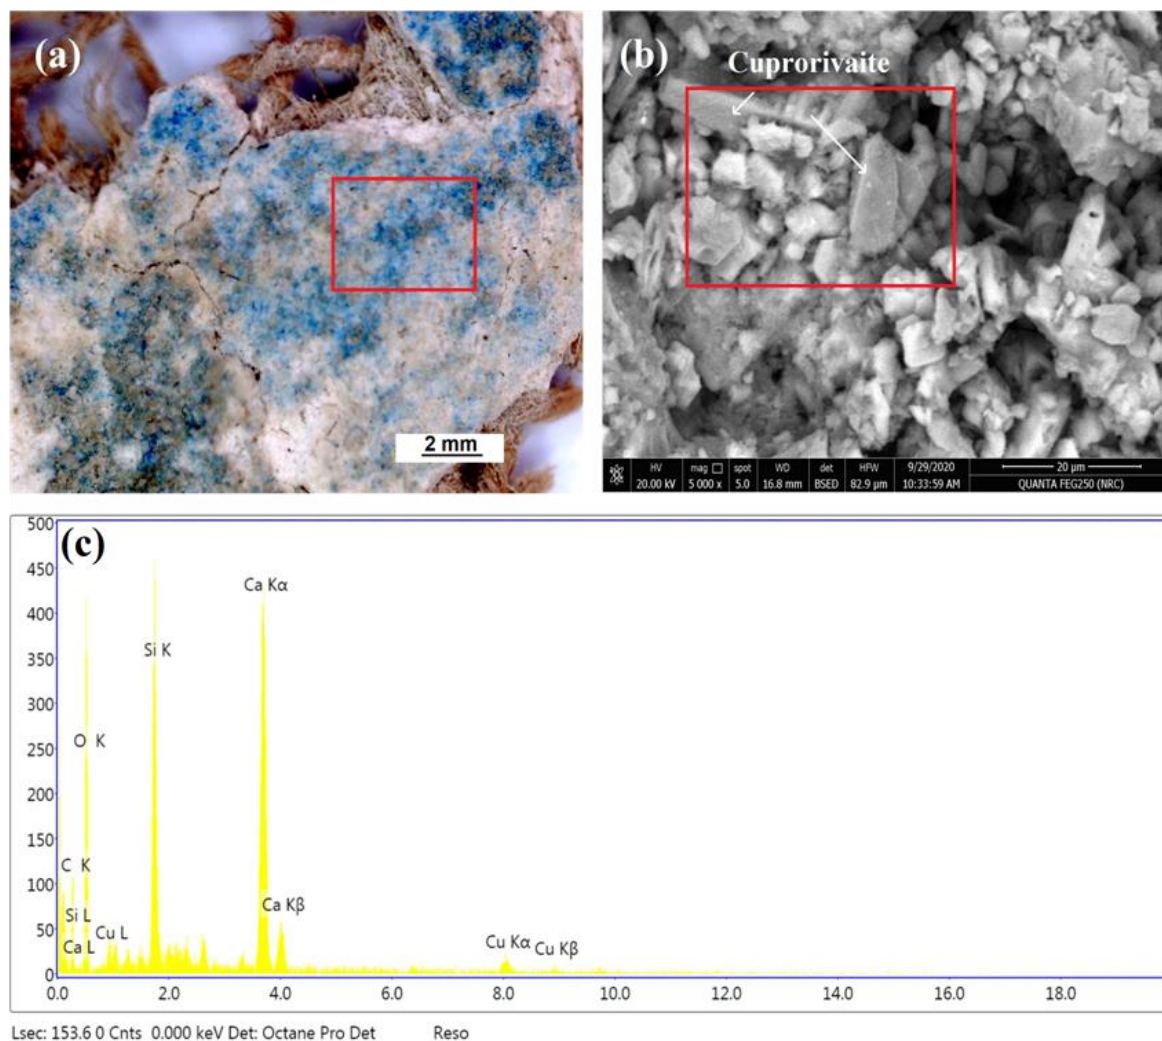 (a)
2 mm
(b)
Cuprorivaite
HV mag □ spot WD det HFW 9/29/2020 20 µm
20.00 kV 5 000 x 5.0 16.8 mm BSED 82.9 µm 10:33:59 AM QUANTA FEG250 (NRC)
(c)
500
450
400
350
300
250
200
150
100
50
0
Ca Kα
Si K
O K
C K
Ca Kβ
Si L
Cu L
Ca L
Cu Kα
Cu Kβ
0.0 2.0 4.0 6.0 8.0 10.0 12.0 14.0 16.0 18.0
Lsec: 153.6 0 Cnts 0.000 keV Det: Octane Pro Det Reso